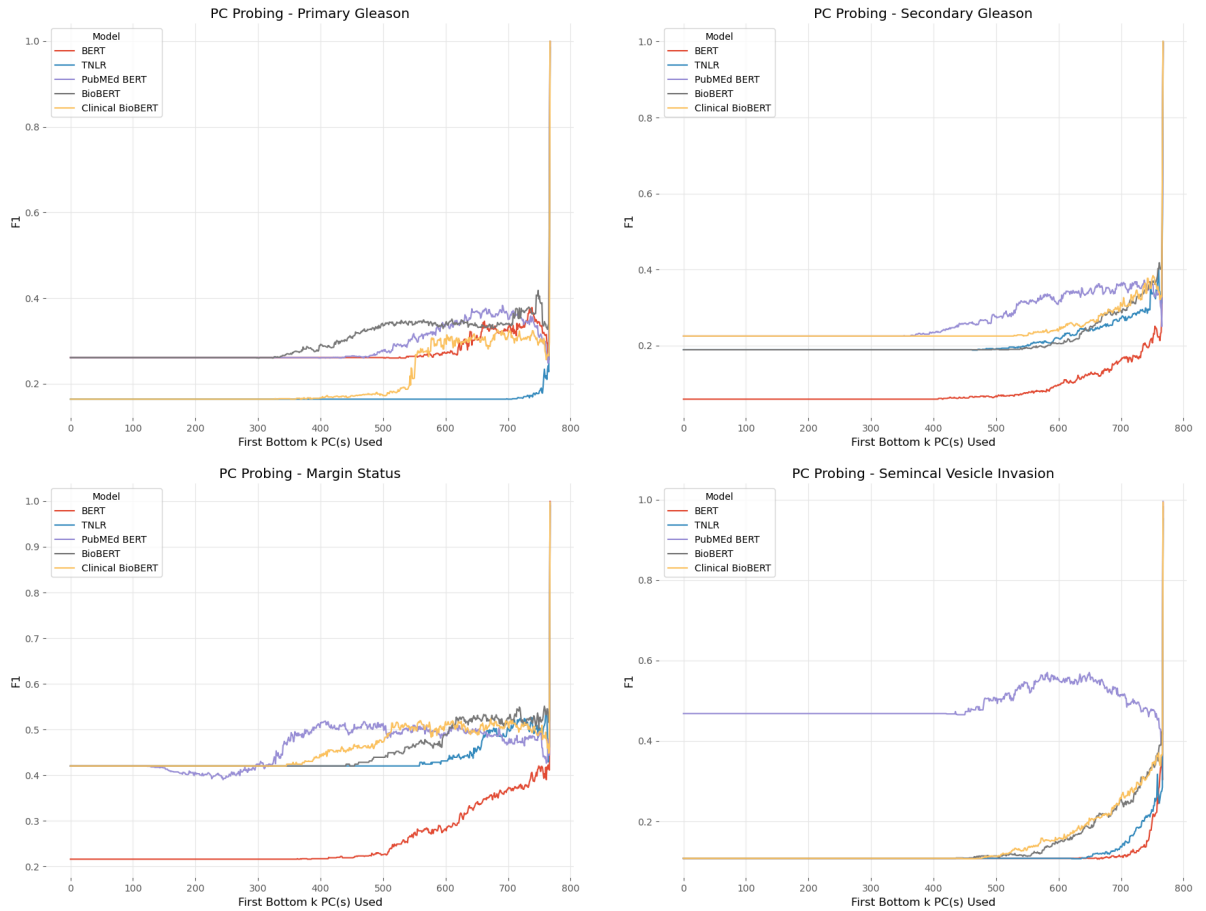 PC Probing - Primary Gleason
Model
BERT
TNLR
PubMEd BERT
BioBERT
Clinical BioBERT
1.0
0.8
0.6
0.4
0.2
F1
0 100 200 300 400 500 600 700 800
First Bottom k PC(s) Used
PC Probing - Secondary Gleason
Model
BERT
TNLR
PubMEd BERT
BioBERT
Clinical BioBERT
1.0
0.8
0.6
0.4
0.2
F1
0 100 200 300 400 500 600 700 800
First Bottom k PC(s) Used
PC Probing - Margin Status
Model
BERT
TNLR
PubMEd BERT
BioBERT
Clinical BioBERT
1.0
0.9
0.8
0.7
0.6
0.5
0.4
0.3
0.2
F1
0 100 200 300 400 500 600 700 800
First Bottom k PC(s) Used
PC Probing - Semincal Vesicle Invasion
Model
BERT
TNLR
PubMEd BERT
BioBERT
Clinical BioBERT
1.0
0.8
0.6
0.4
0.2
F1
0 100 200 300 400 500 600 700 800
First Bottom k PC(s) Used